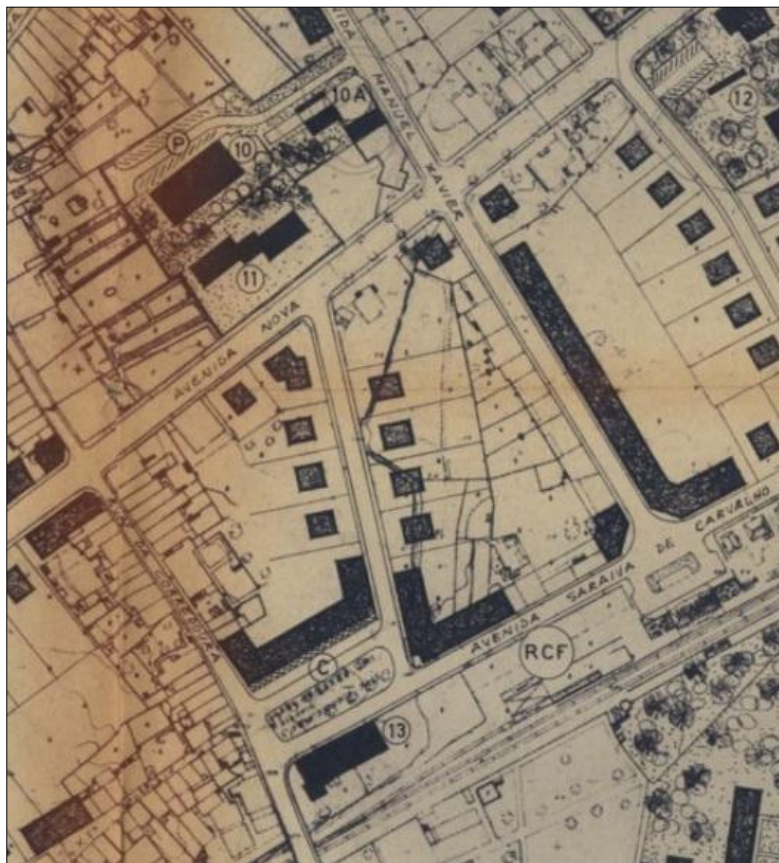 AVENIDA MANUEL XAVIER
10A
12
P
10
11
AVENIDA NOVA
AVENIDA SARAIVA DE CARVALHO
RCF
C
13